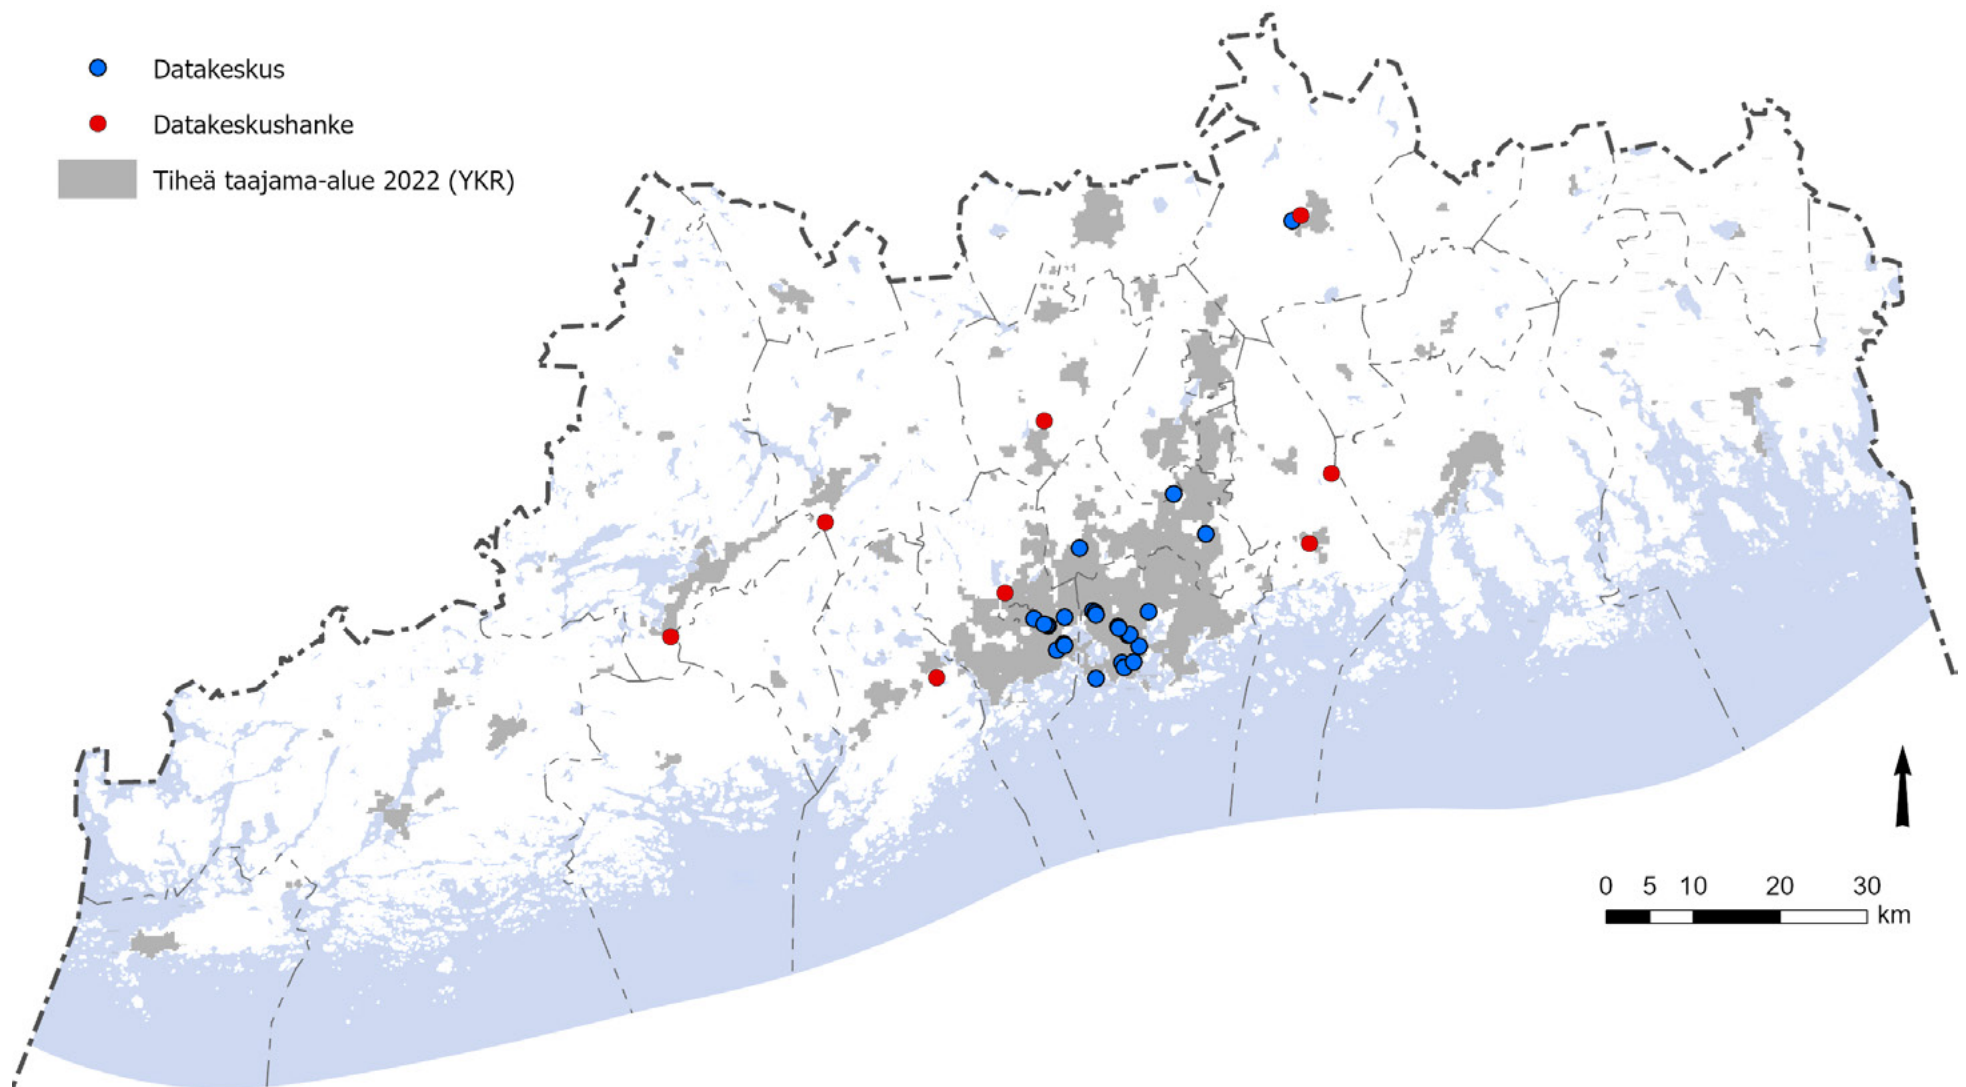 Datakeskus
Datakeskushanke
Tiheä taajama-alue 2022 (YKR)
0 5 10 20 30
km